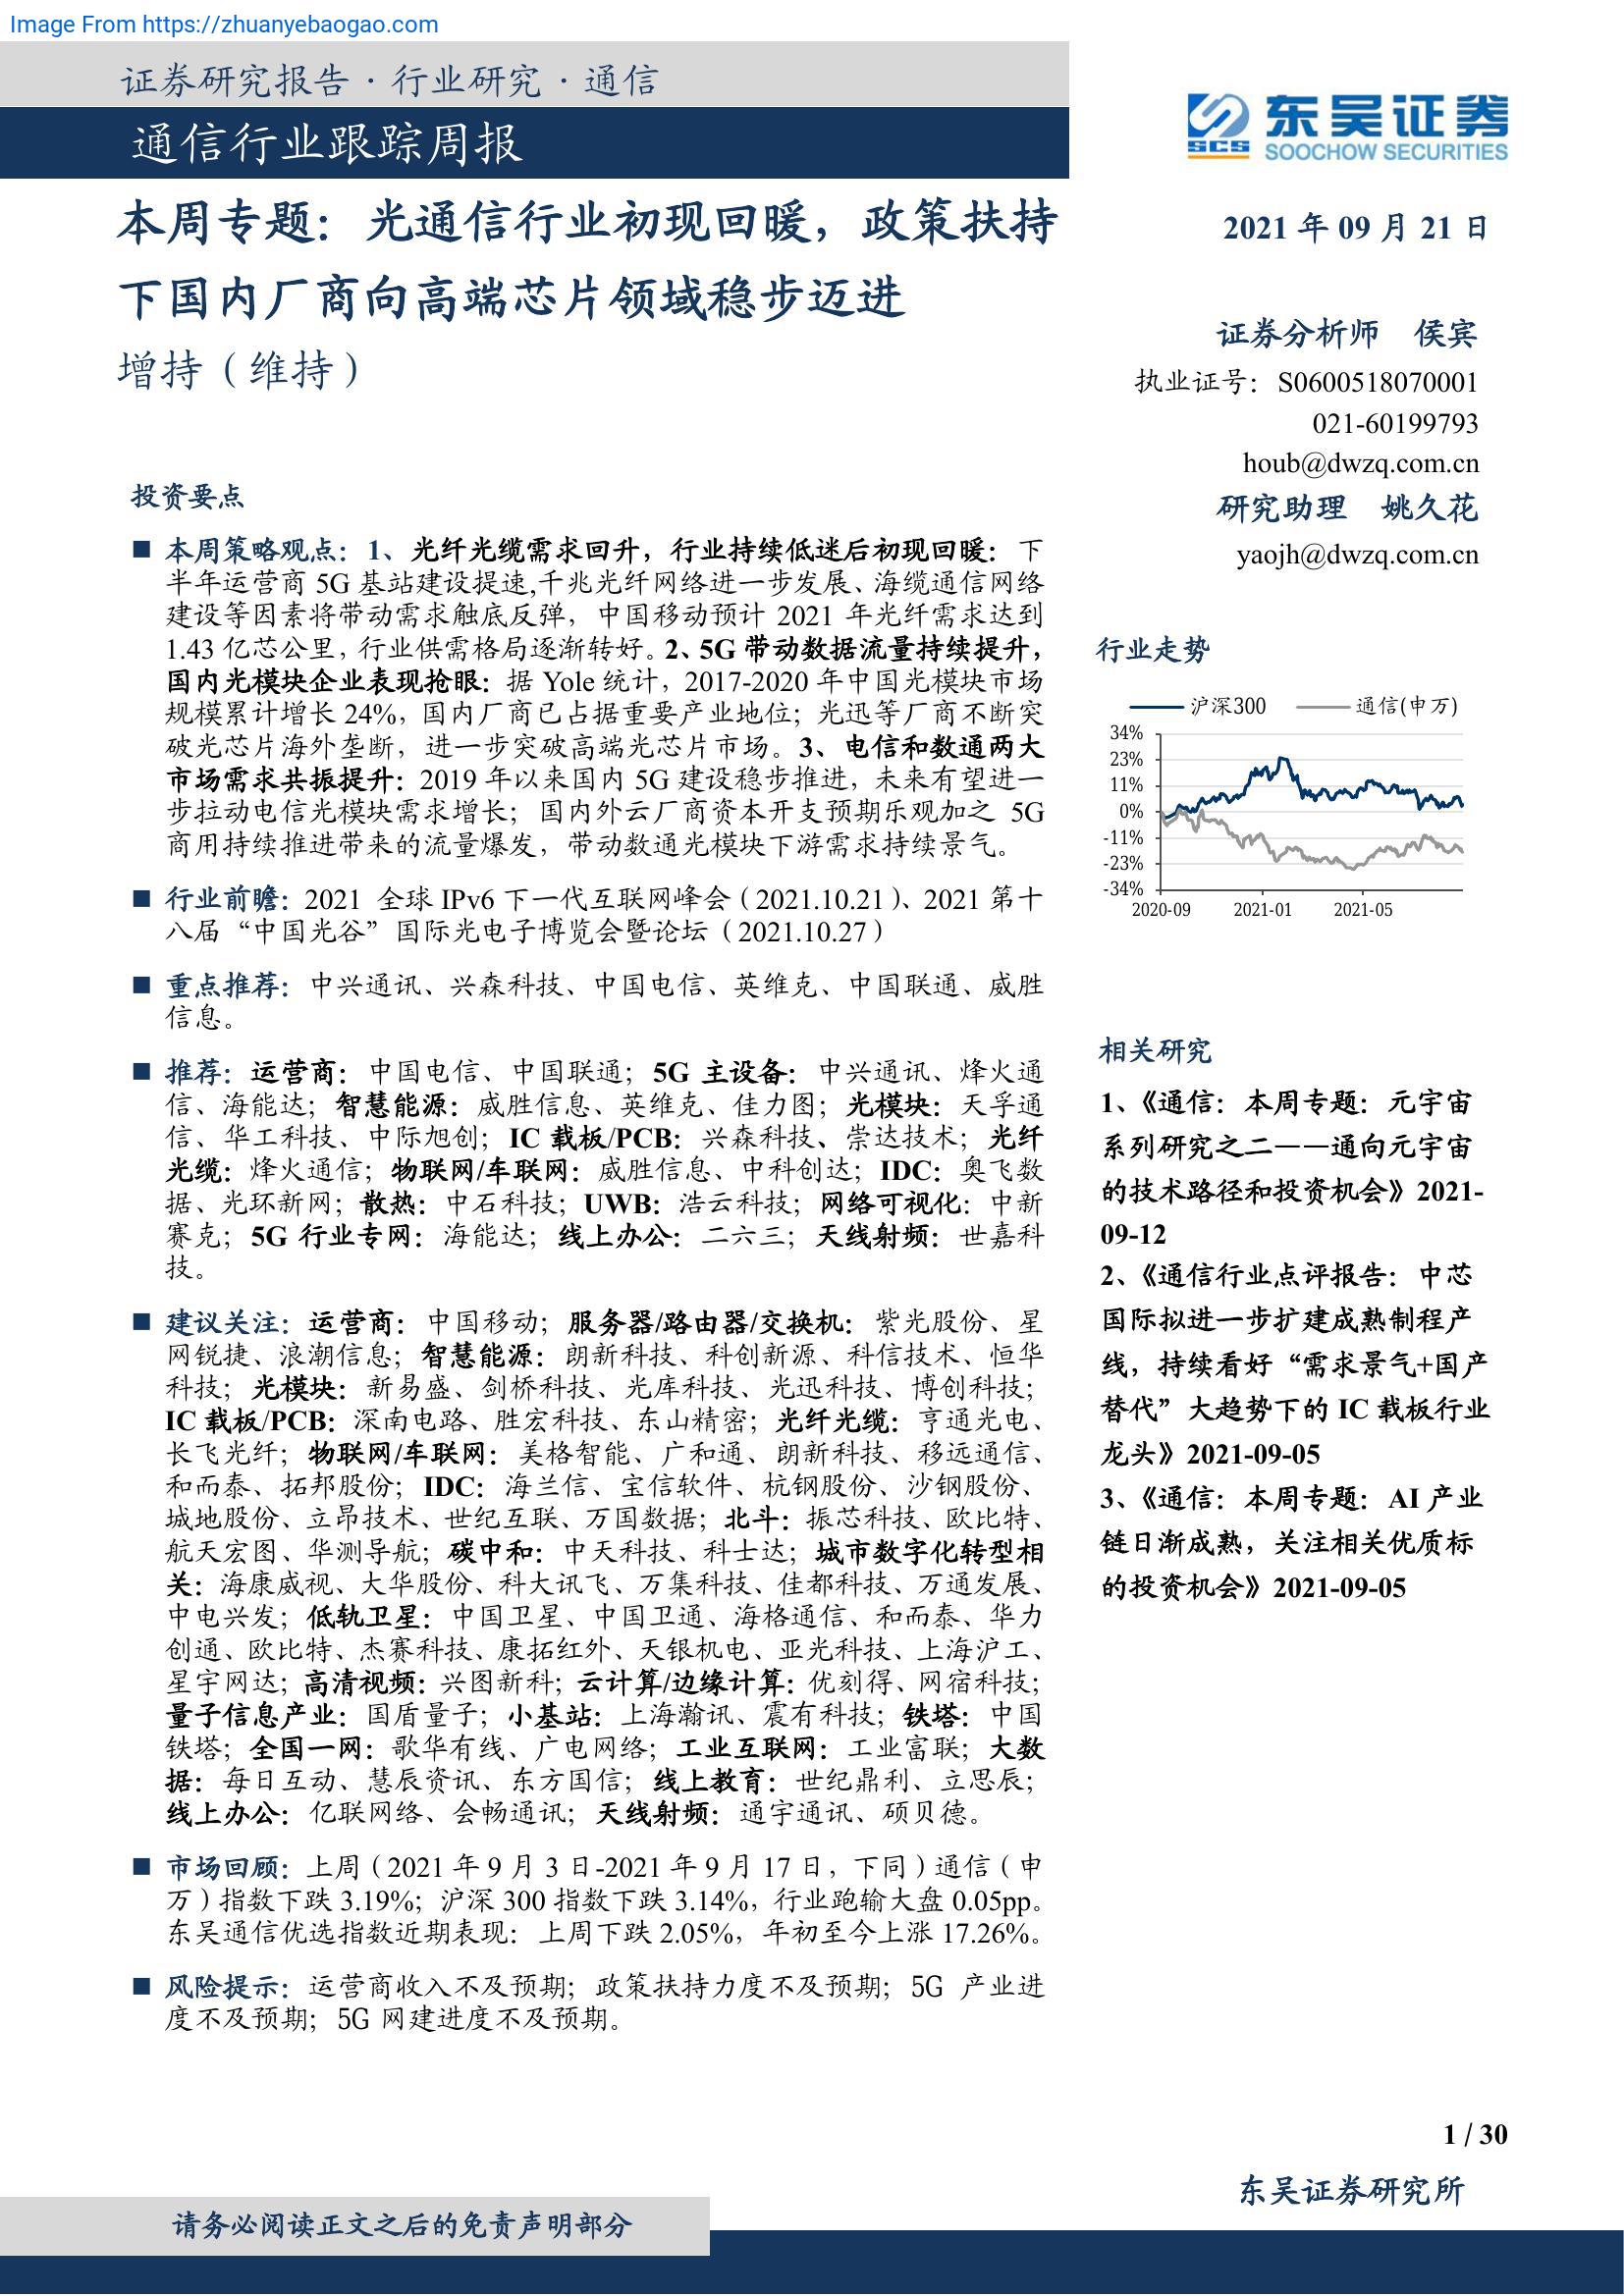 Image From https://zhuanyebaogao.com
证券研究报告·行业研究·通信
通信行业跟踪周报
本周专题：光通信行业初现回暖，政策扶持
下国内厂商向高端芯片领域稳步迈进
增持（维持）
投资要点
■ 本周策略观点：1、光纤光缆需求回升，行业持续低迷后初现回暖：下
半年运营商 5G 基站建设提速,千兆光纤网络进一步发展、海缆通信网络
建设等因素将带动需求触底反弹，中国移动预计 2021 年光纤需求达到
1.43 亿芯公里，行业供需格局逐渐转好。2、5G 带动数据流量持续提升，
国内光模块企业表现抢眼：据 Yole 统计，2017-2020 年中国光模块市场
规模累计增长 24%，国内厂商已占据重要产业地位；光迅等厂商不断突
破光芯片海外垄断，进一步突破高端光芯片市场。3、电信和数通两大
市场需求共振提升：2019 年以来国内 5G 建设稳步推进，未来有望进一
步拉动电信光模块需求增长；国内外云厂商资本开支预期乐观加之 5G
商用持续推进带来的流量爆发，带动数通光模块下游需求持续景气。
■ 行业前瞻：2021 全球 IPv6 下一代互联网峰会（2021.10.21）、2021 第十
八届“中国光谷”国际光电子博览会暨论坛（2021.10.27）
■ 重点推荐：中兴通讯、兴森科技、中国电信、英维克、中国联通、威胜
信息。
■ 推荐：运营商：中国电信、中国联通；5G 主设备：中兴通讯、烽火通
信、海能达；智慧能源：威胜信息、英维克、佳力图；光模块：天孚通
信、华工科技、中际旭创；IC 载板/PCB：兴森科技、崇达技术；光纤
光缆：烽火通信；物联网/车联网：威胜信息、中科创达；IDC：奥飞数
据、光环新网；散热：中石科技；UWB：浩云科技；网络可视化：中新
赛克；5G 行业专网：海能达；线上办公：二六三；天线射频：世嘉科
技。
■ 建议关注：运营商：中国移动；服务器/路由器/交换机：紫光股份、星
网锐捷、浪潮信息；智慧能源：朗新科技、科创新源、科信技术、恒华
科技；光模块：新易盛、剑桥科技、光库科技、光迅科技、博创科技；
IC 载板/PCB：深南电路、胜宏科技、东山精密；光纤光缆：亨通光电、
长飞光纤；物联网/车联网：美格智能、广和通、朗新科技、移远通信、
和而泰、拓邦股份；IDC：海兰信、宝信软件、杭钢股份、沙钢股份、
城地股份、立昂技术、世纪互联、万国数据；北斗：振芯科技、欧比特、
航天宏图、华测导航；碳中和：中天科技、科士达；城市数字化转型相
关：海康威视、大华股份、科大讯飞、万集科技、佳都科技、万通发展、
中电兴发；低轨卫星：中国卫星、中国卫通、海格通信、和而泰、华力
创通、欧比特、杰赛科技、康拓红外、天银机电、亚光科技、上海沪工、
星宇网达；高清视频：兴图新科；云计算/边缘计算：优刻得、网宿科技；
量子信息产业：国盾量子；小基站：上海瀚讯、震有科技；铁塔：中国
铁塔；全国一网：歌华有线、广电网络；工业互联网：工业富联；大数
据：每日互动、慧辰资讯、东方国信；线上教育：世纪鼎利、立思辰；
线上办公：亿联网络、会畅通讯；天线射频：通宇通讯、硕贝德。
■ 市场回顾：上周（2021 年 9 月 3 日-2021 年 9 月 17 日，下同）通信（申
万）指数下跌 3.19%；沪深 300 指数下跌 3.14%，行业跑输大盘 0.05pp。
东吴通信优选指数近期表现：上周下跌 2.05%，年初至今上涨 17.26%。
■ 风险提示：运营商收入不及预期；政策扶持力度不及预期；5G 产业进
度不及预期；5G 网建进度不及预期。
SCS 东吴证券
SOOCHOW SECURITIES
2021 年 09 月 21 日
证券分析师 侯宾
执业证号：S0600518070001
021-60199793
houb@dwzq.com.cn
研究助理 姚久花
yaojh@dwzq.com.cn
行业走势
沪深300 通信(申万)
34%
23%
11%
0%
-11%
-23%
-34%
2020-09 2021-01 2021-05
相关研究
1、《通信：本周专题：元宇宙
系列研究之二——通向元宇宙
的技术路径和投资机会》2021-
09-12
2、《通信行业点评报告：中芯
国际拟进一步扩建成熟制程产
线，持续看好“需求景气+国产
替代”大趋势下的 IC 载板行业
龙头》2021-09-05
3、《通信：本周专题：AI 产业
链日渐成熟，关注相关优质标
的投资机会》2021-09-05
1 / 30
东吴证券研究所
请务必阅读正文之后的免责声明部分